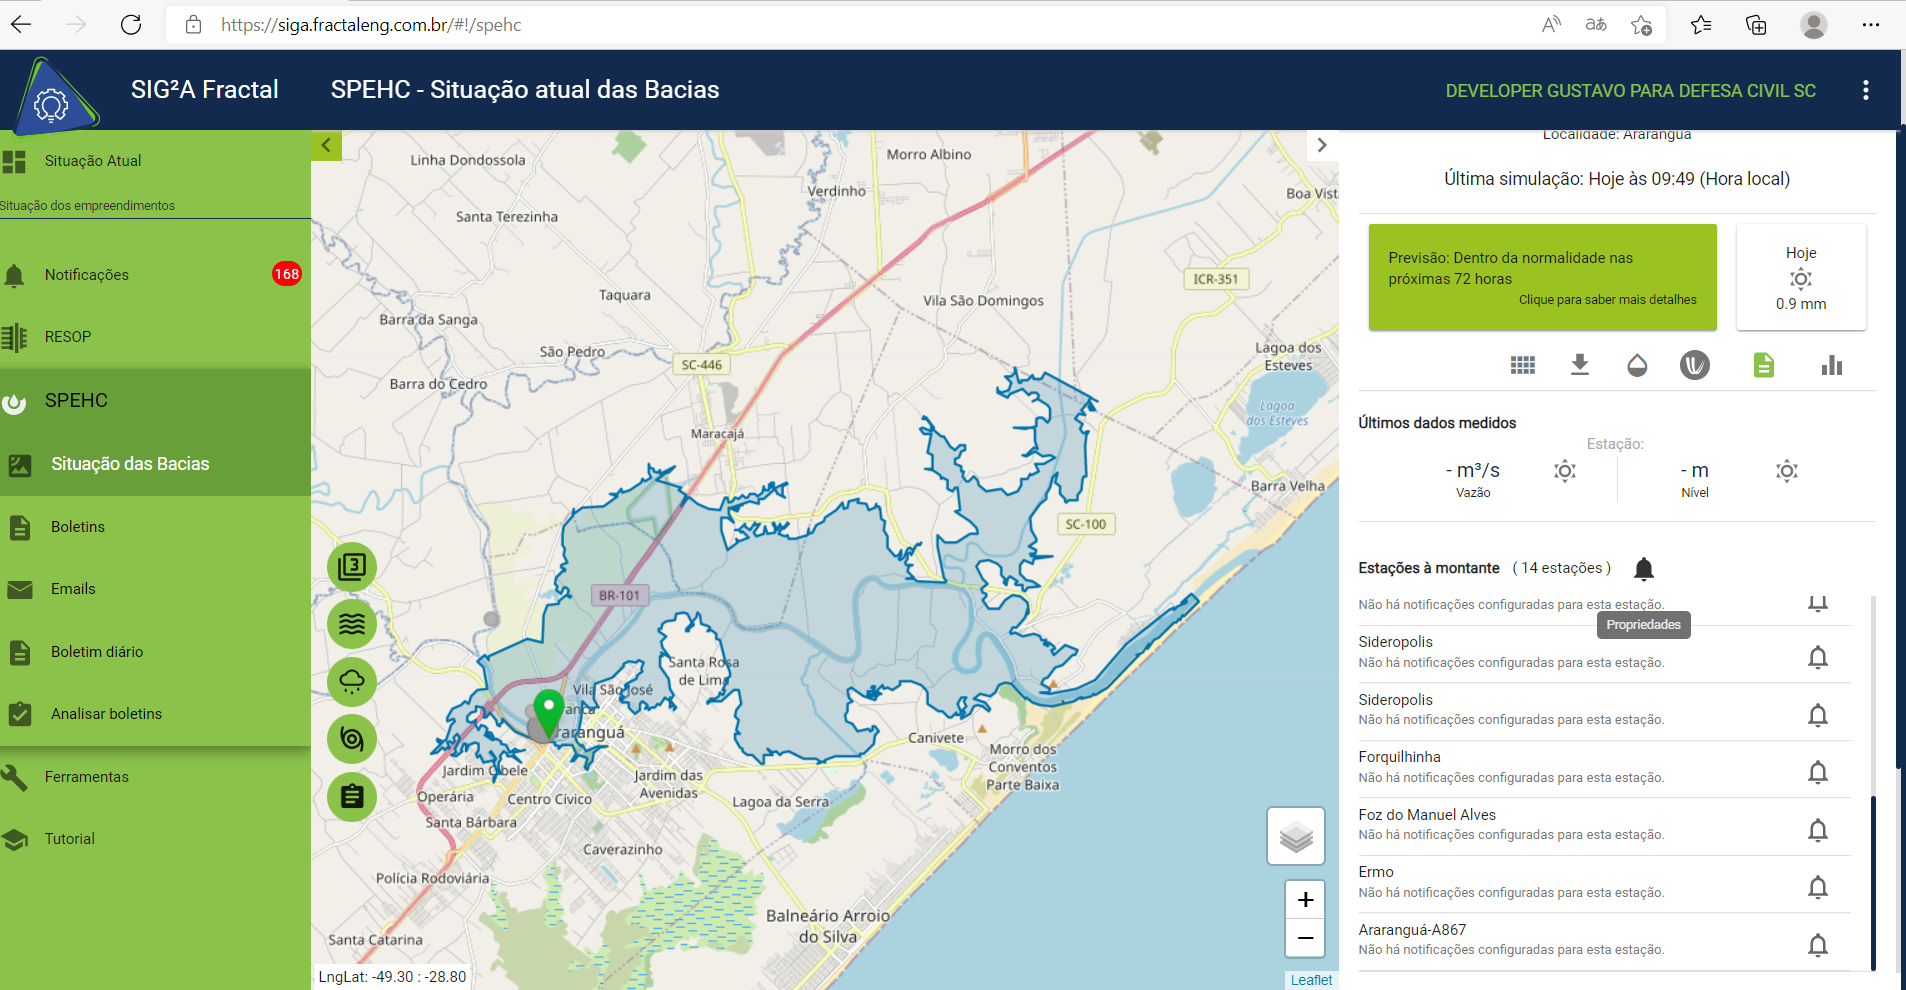 https://siga.fractaleng.com.br/#!/spehc
SIG²A Fractal
SPEHC - Situação atual das Bacias
DEVELOPER GUSTAVO PARA DEFESA CIVIL SC
Situação Atual
Situação dos empreendimentos
Notificações
168
RESOP
SPEHC
Situação das Bacias
Boletins
Emails
Boletim diário
Analisar boletins
Ferramentas
Tutorial
Linha Dondossola
Morro Albino
Verdinho
Boa Vista
Santa Terezinha
ICR-351
Taquara
Vila São Domingos
Barra da Sanga
São Pedro
SC-446
Lagoa dos
Esteves
Barra do Cedro
Lagoa
dos Esteves
Maracajá
Barra Velha
SC-100
BR-101
Santa Rosa
de Lima
Vila São José
Araranguá
Canivete
Morro dos
Conventos
Parte Baixa
Jardim Cibele
Jardim das
Avenidas
Operária
Centro Cívico
Lagoa da Serra
Santa Bárbara
Caverazinho
Polícia Rodoviária
Balneário Arroio
do Silva
Santa Catarina
LngLat: -49.30 : -28.80
3
+
−
Leaflet
Localidade: Araranguá
Última simulação: Hoje às 09:49 (Hora local)
Previsão: Dentro da normalidade nas
próximas 72 horas
Clique para saber mais detalhes
Hoje
0.9 mm
Últimos dados medidos
Estação:
- m³/s
Vazão
- m
Nível
Estações à montante ( 14 estações )
Não há notificações configuradas para esta estação.
Propriedades
Sideropolis
Não há notificações configuradas para esta estação.
Sideropolis
Não há notificações configuradas para esta estação.
Forquilhinha
Não há notificações configuradas para esta estação.
Foz do Manuel Alves
Não há notificações configuradas para esta estação.
Ermo
Não há notificações configuradas para esta estação.
Araranguá-A867
Não há notificações configuradas para esta estação.